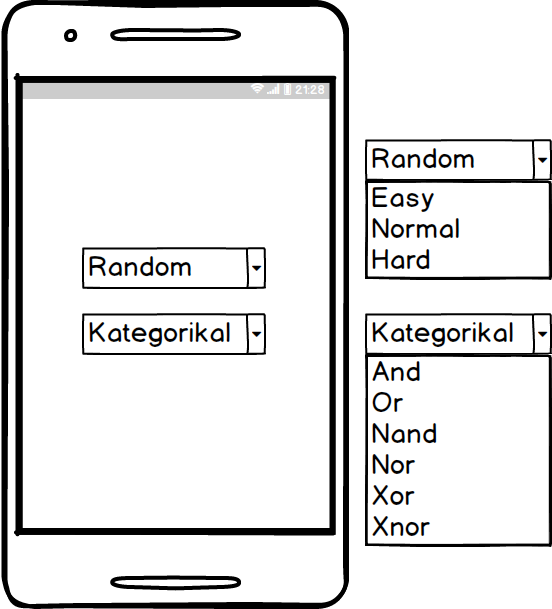 21:28
Random
Kategorikal
Random
Easy
Normal
Hard
Kategorikal
And
Or
Nand
Nor
Xor
Xnor